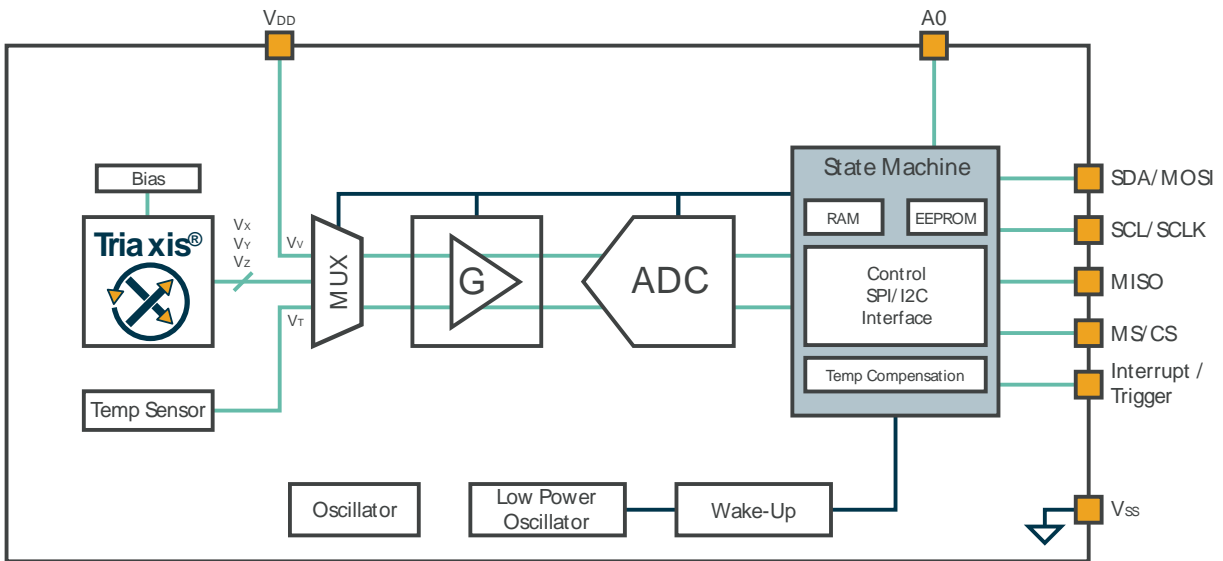 VDD
A0
State Machine
SDA/MOSI
Bias
RAM
EEPROM
SCL/SCLK
Triaxis®
VX
VY
VZ
VV
MUX
G
ADC
Control
SPI/I2C
Interface
MISO
VT
MS/CS
Temp Compensation
Interrupt /
Trigger
Temp Sensor
Oscillator
Low Power
Oscillator
Wake-Up
VSS